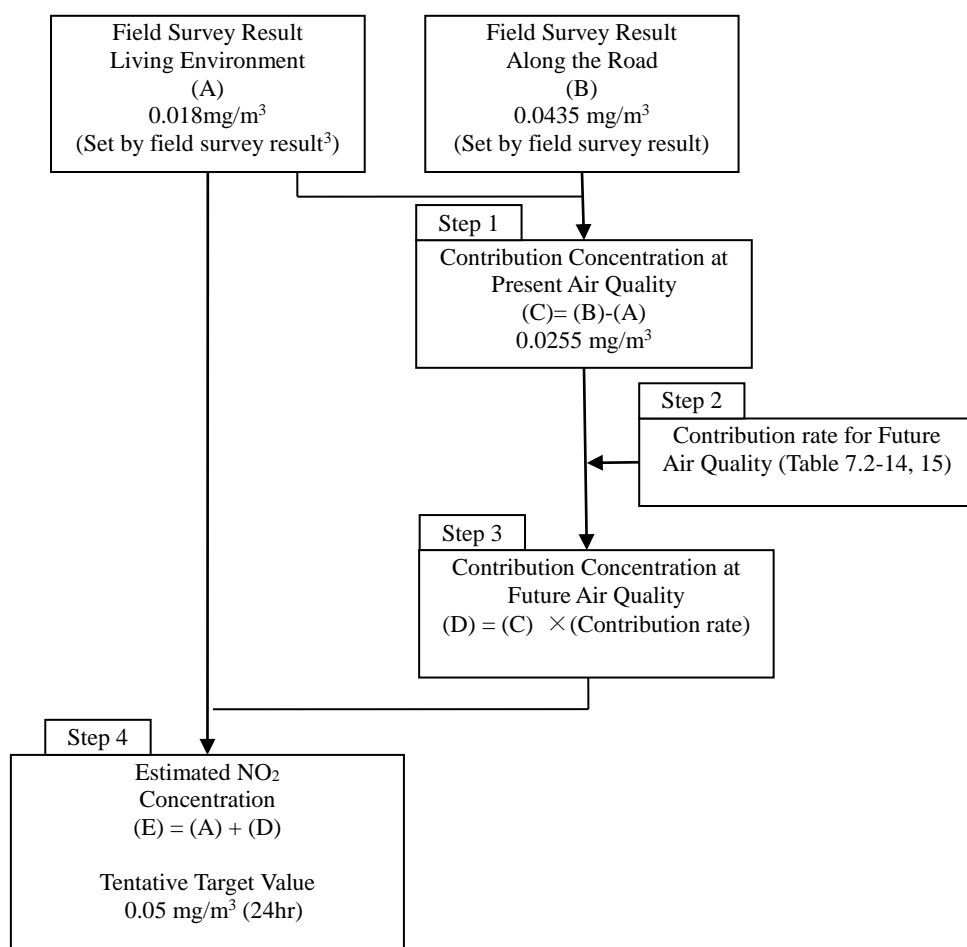 Field Survey Result
Living Environment
(A)
0.018mg/m³
(Set by field survey result³)
Field Survey Result
Along the Road
(B)
0.0435 mg/m³
(Set by field survey result)
Step 1
Contribution Concentration at
Present Air Quality
(C)= (B)-(A)
0.0255 mg/m³
Step 2
Contribution rate for Future
Air Quality (Table 7.2-14, 15)
Step 3
Contribution Concentration at
Future Air Quality
(D) = (C) ×(Contribution rate)
Step 4
Estimated NO₂
Concentration
(E) = (A) + (D)
Tentative Target Value
0.05 mg/m³ (24hr)